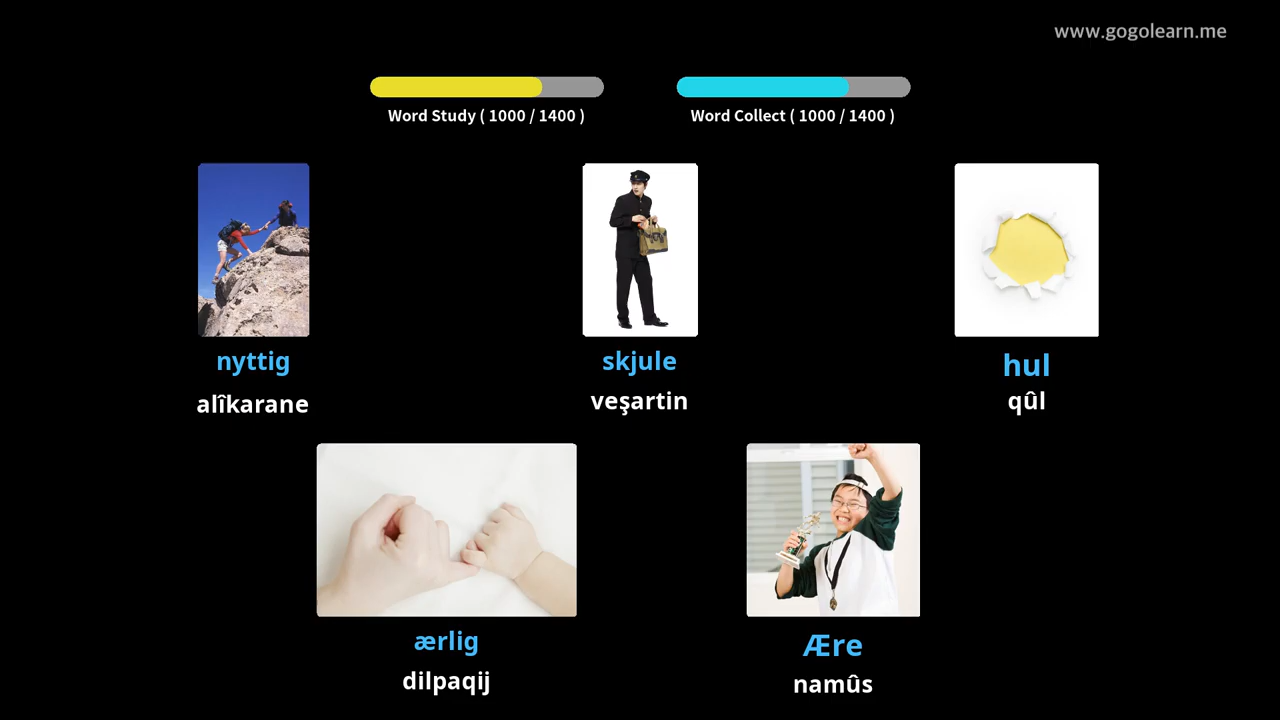 www.gogolearn.me
Word Study ( 1000 / 1400 )
Word Collect ( 1000 / 1400 )
nyttig
alîkarane
skjule
veşartin
hul
qûl
ærlig
dilpaqij
Ære
namûs